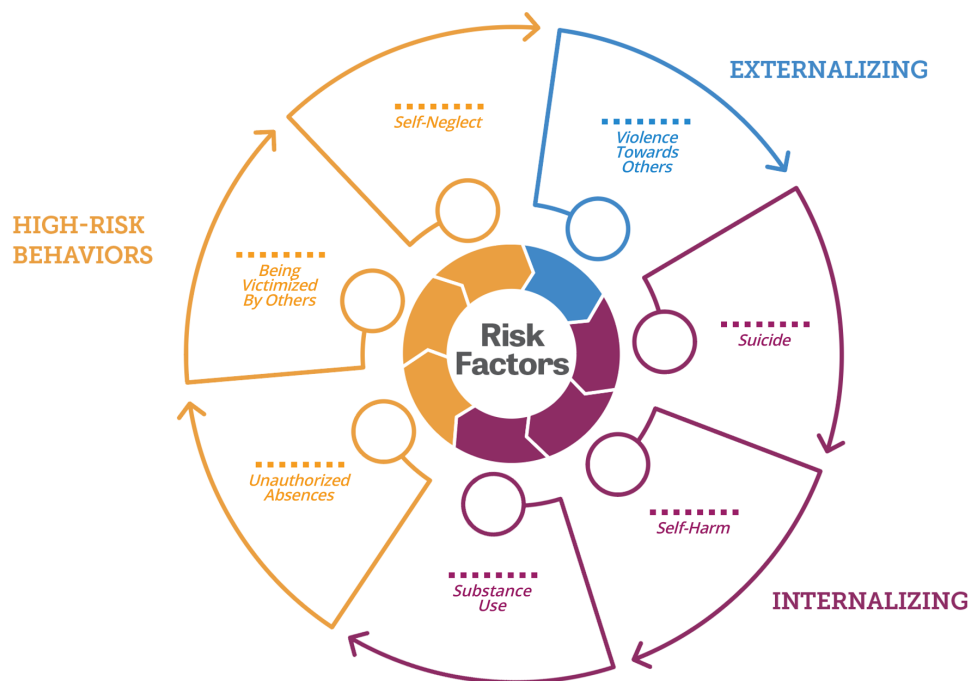 EXTERNALIZING
Self-Neglect
Violence
Towards
Others
HIGH-RISK
BEHAVIORS
Being
Victimized
By Others
Risk
Factors
Suicide
Unauthorized
Absences
Self-Harm
Substance
Use
INTERNALIZING